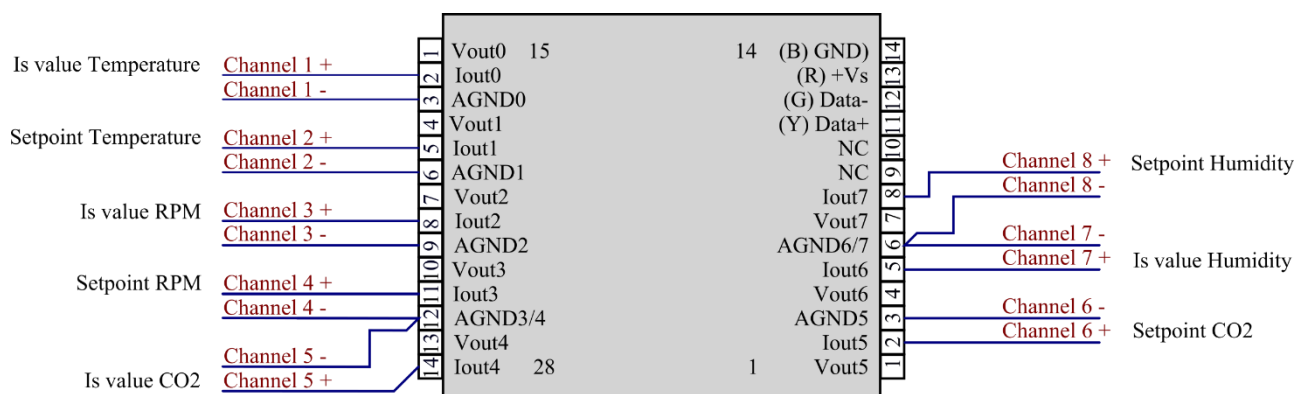 Is value Temperature
Channel 1 +
Channel 1 -
Setpoint Temperature
Channel 2 +
Channel 2 -
Is value RPM
Channel 3 +
Channel 3 -
Setpoint RPM
Channel 4 +
Channel 4 -
Channel 5 -
Is value CO2
Channel 5 +
1 Vout0 15
2 Iout0
3 AGND0
4 Vout1
5 Iout1
6 AGND1
7 Vout2
8 Iout2
9 AGND2
10 Vout3
11 Iout3
12 AGND3/4
13 Vout4
14 Iout4 28
14 (B) GND) 14
(R) +Vs 13
(G) Data- 12
(Y) Data+ 11
NC 10
NC 9
Iout7 8
Vout7 7
AGND6/7 6
Iout6 5
Vout6 4
AGND5 3
Iout5 2
1 Vout5 1
Channel 8 +
Setpoint Humidity
Channel 8 -
Channel 7 -
Channel 7 +
Is value Humidity
Channel 6 -
Channel 6 +
Setpoint CO2